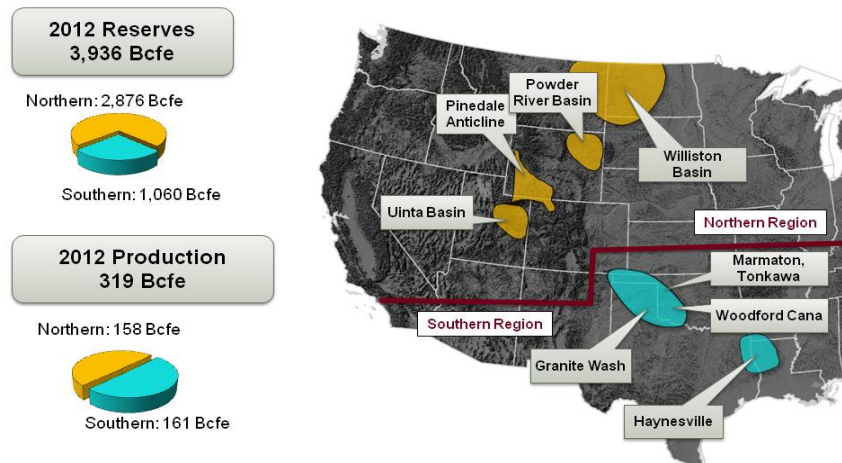 2012 Reserves
3,936 Bcfe
Northern: 2,876 Bcfe
Southern: 1,060 Bcfe
2012 Production
319 Bcfe
Northern: 158 Bcfe
Southern: 161 Bcfe
Powder
River Basin
Pinedale
Anticline
Williston
Basin
Uinta Basin
Northern Region
Marmaton,
Tonkawa
Southern Region
Woodford Cana
Granite Wash
Haynesville